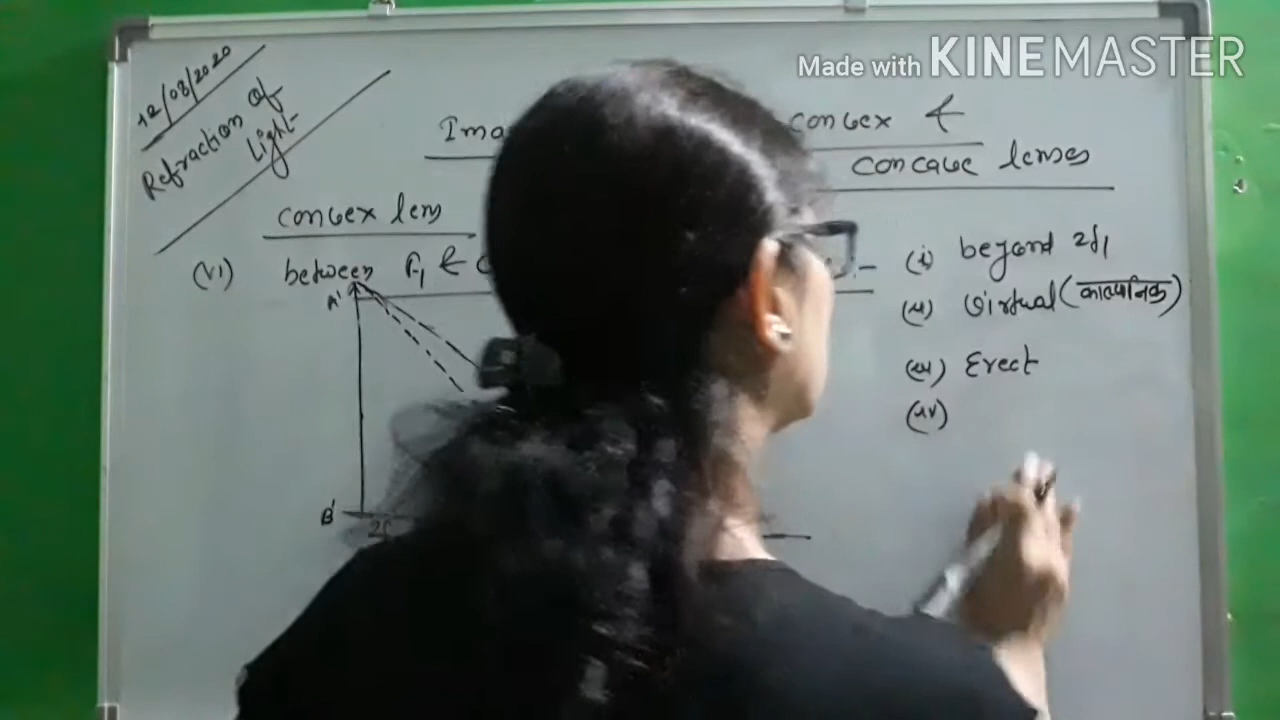 Made with KINEMASTER
12/08/2020
Refraction of
Light
convex &
concave lenses
convex lens
(vi) between F1 &
A'
B'
2f
(i) beyond 2f1
(ii) Virtual (काल्पनिक)
(iii) Erect
(iv)